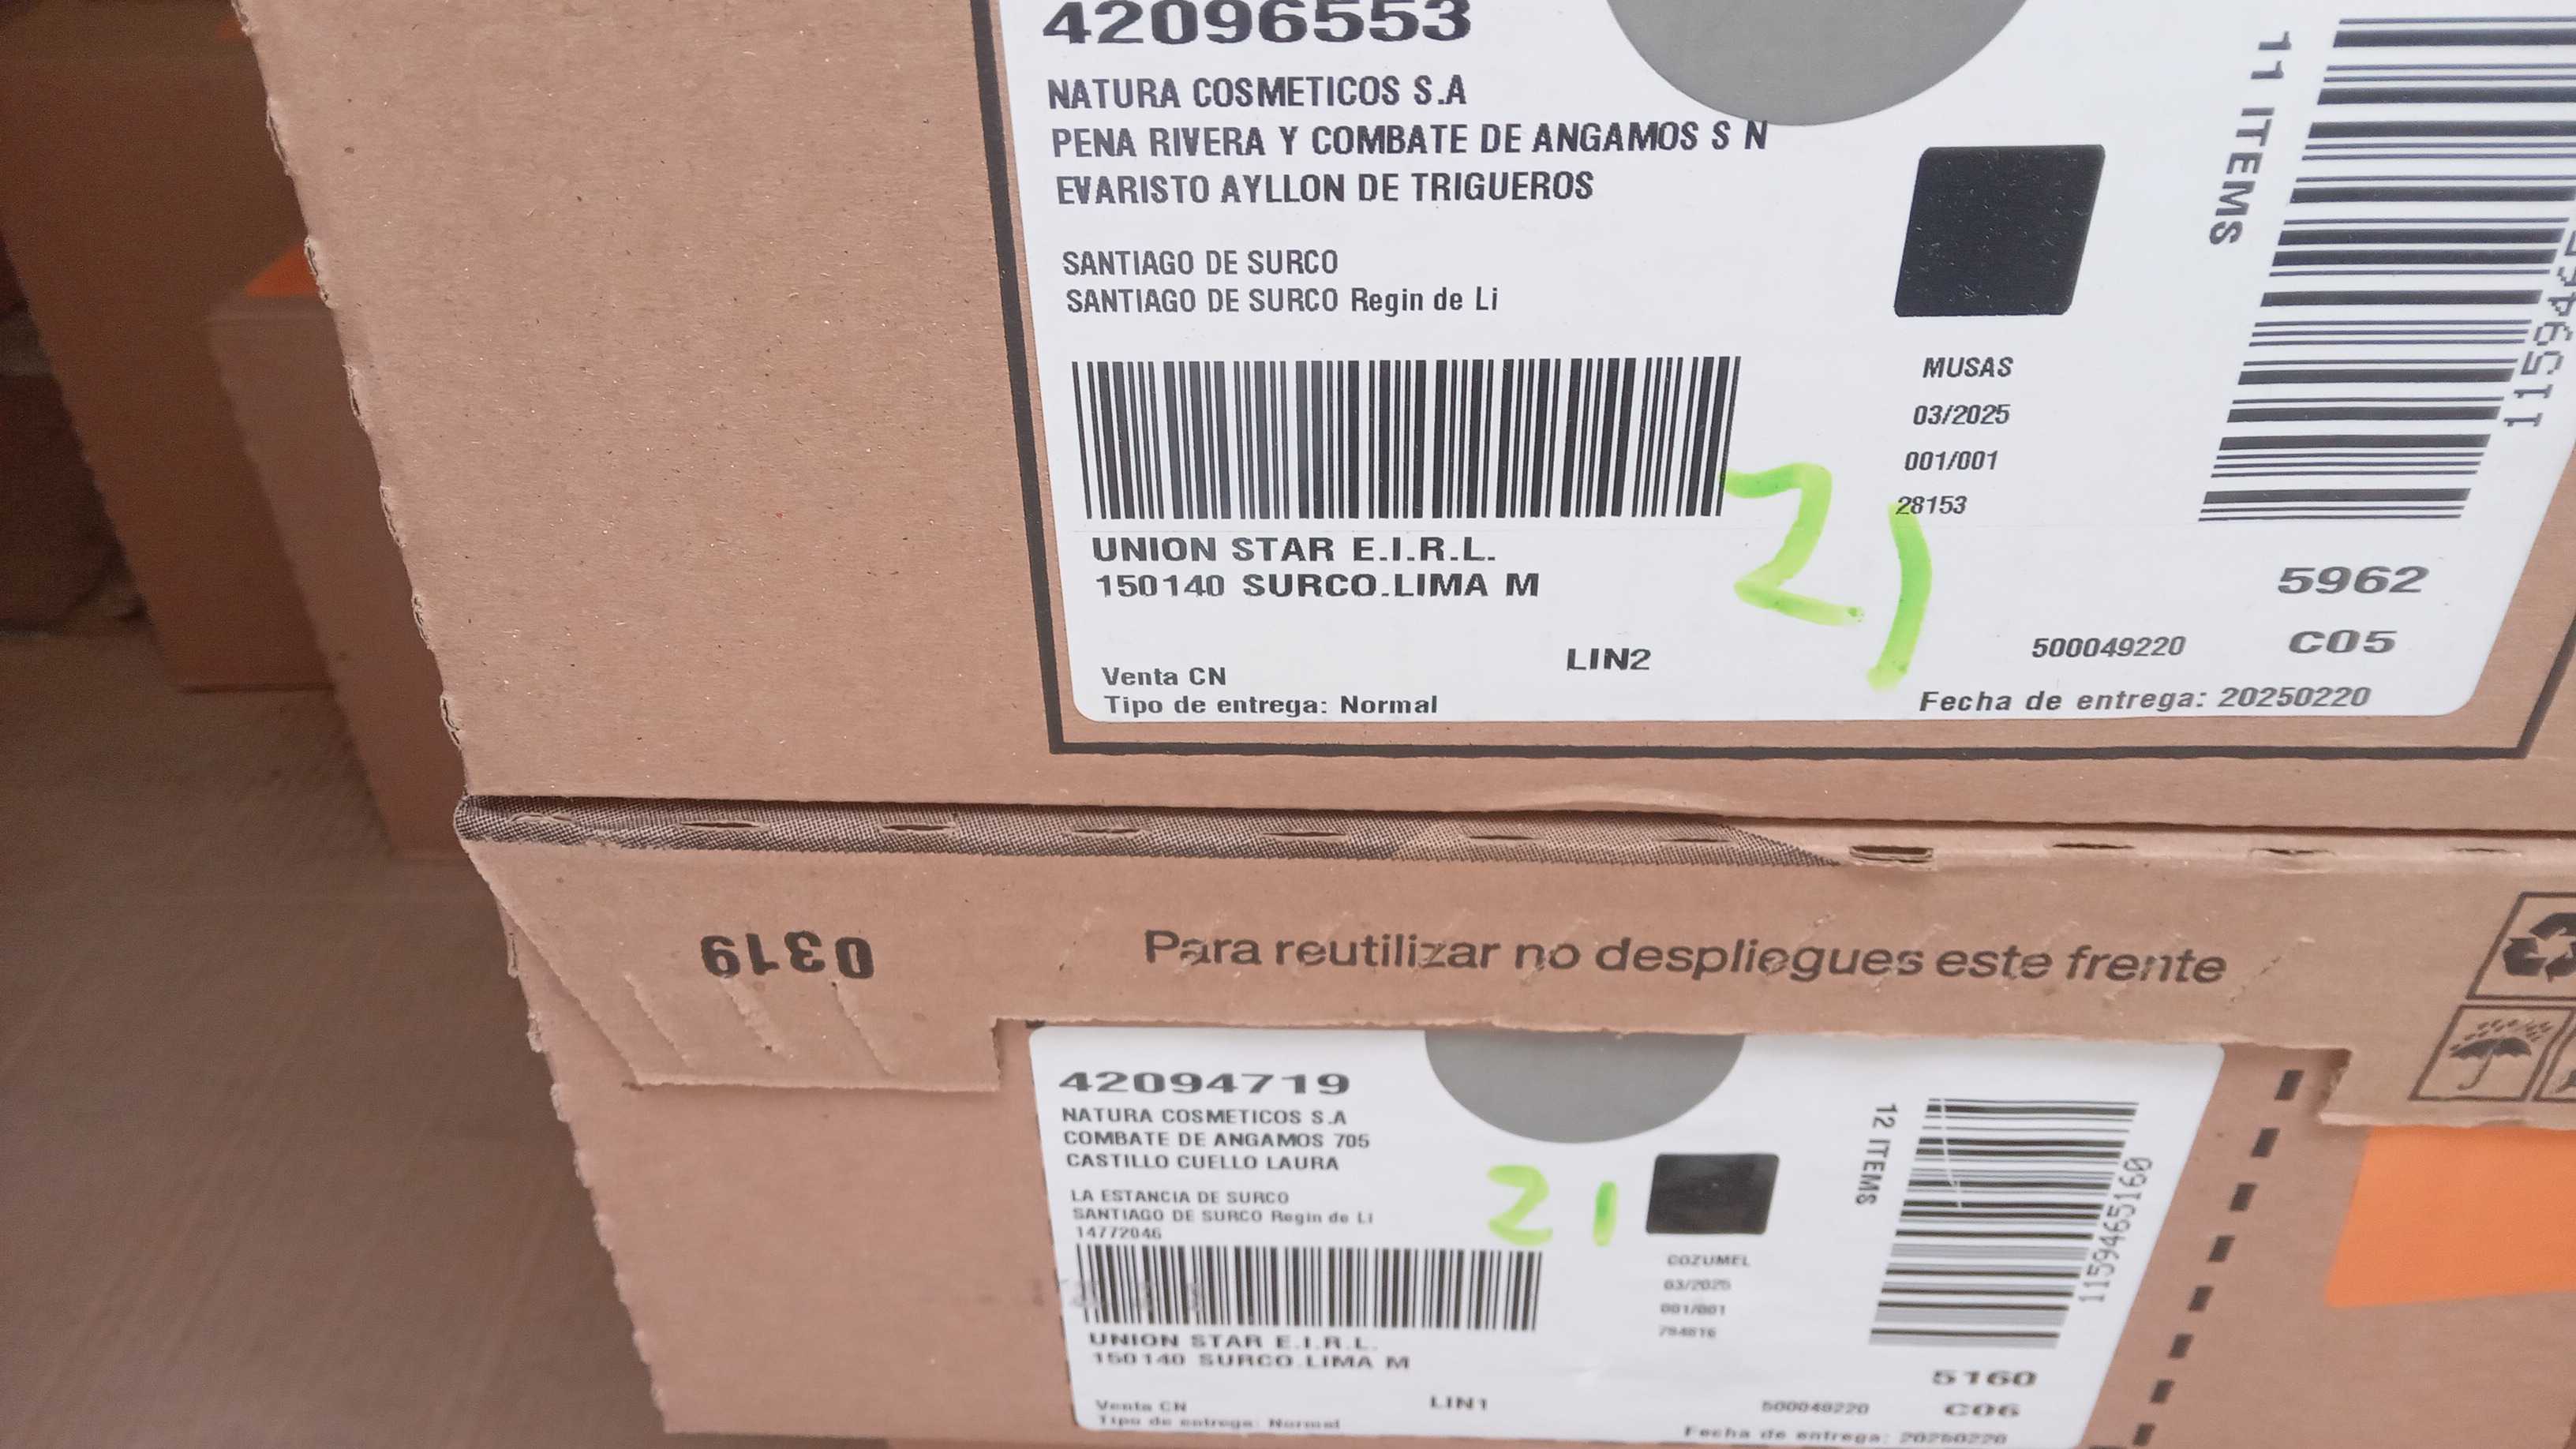 42096553
NATURA COSMETICOS S.A
PENA RIVERA Y COMBATE DE ANGAMOS S N
EVARISTO AYLLON DE TRIGUEROS
SANTIAGO DE SURCO
SANTIAGO DE SURCO Regin de Li
11 ITEMS
MUSAS
03/2025
001/001
28153
21
UNION STAR E.I.R.L.
150140 SURCO.LIMA M
5962
LIN2
500049220
C05
Venta CN
Tipo de entrega: Normal
Fecha de entrega: 20250220
0319
Para reutilizar no despliegues este frente
42094719
NATURA COSMETICOS S.A
COMBATE DE ANGAMOS 705
CASTILLO CUELLO LAURA
LA ESTANCIA DE SURCO
SANTIAGO DE SURCO Regin de Li
14772046
21
12 ITEMS
1159465160
COZUMEL
03/2025
001/001
UNION STAR E.I.R.L.
150140 SURCO.LIMA M
5160
LIN1
500049220
C06
Venta CN
Tipo de entrega: Normal
Fecha de entrega: 20250220